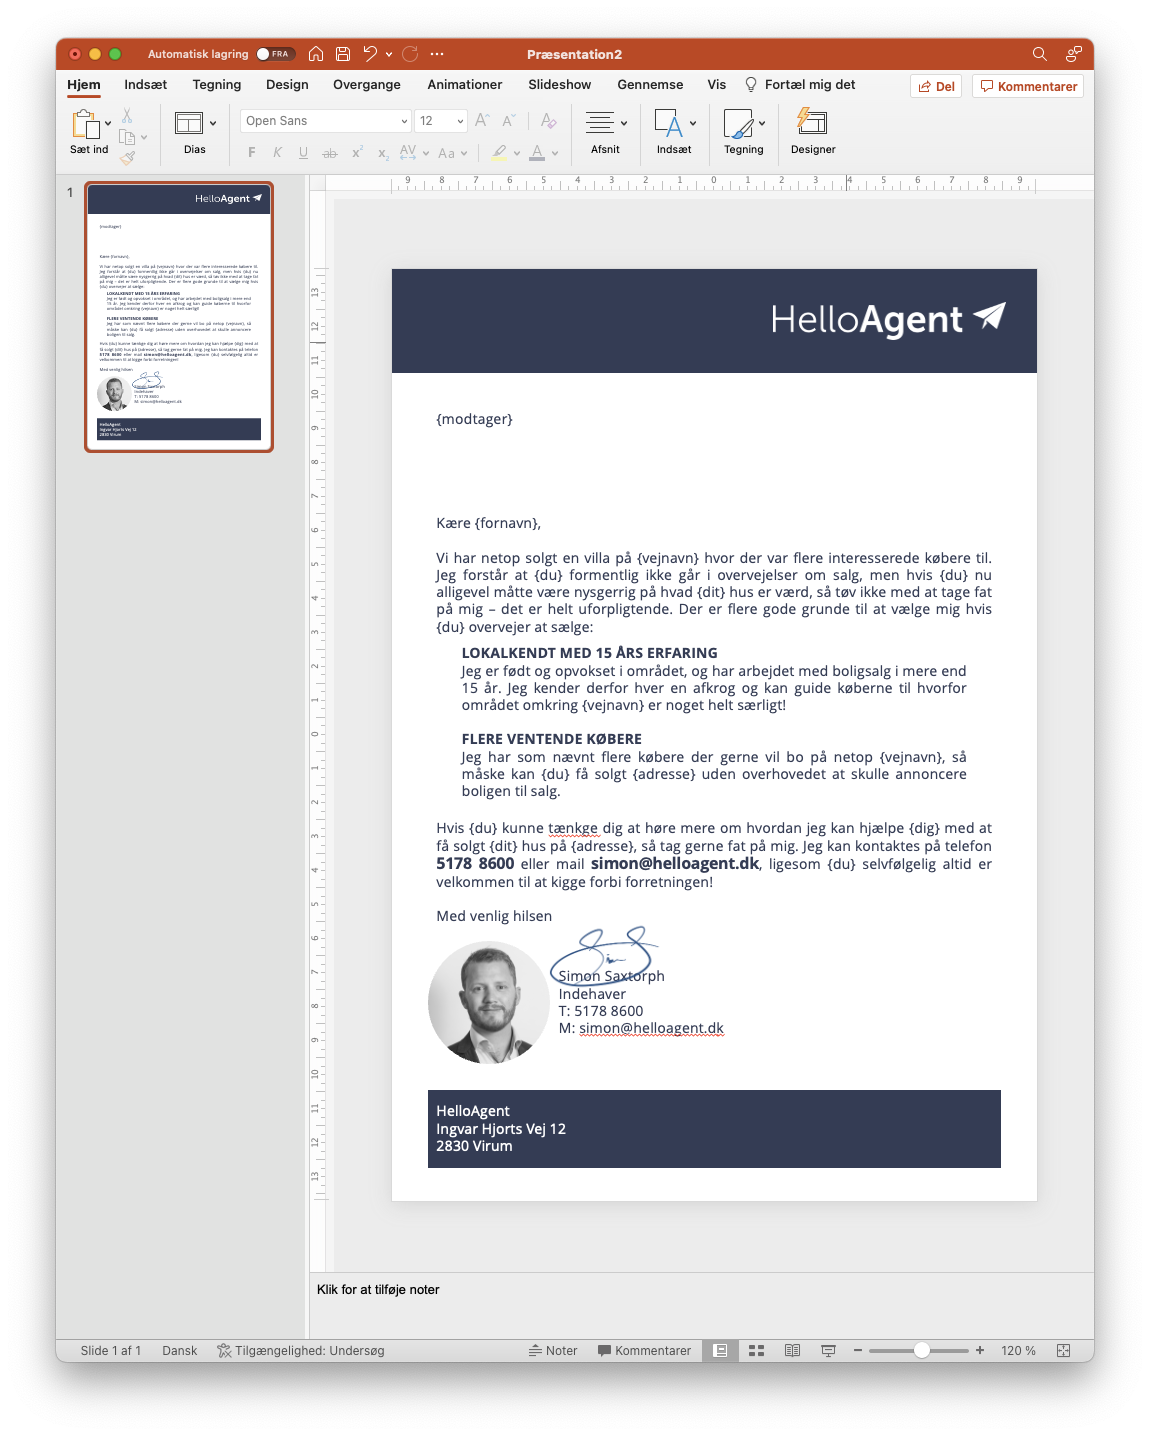 Automatisk lagring FRA Præsentation2
Hjem Indsæt Tegning Design Overgange Animationer Slideshow Gennemse Vis Fortæl mig det Del Kommentarer
Sæt ind Dias Open Sans 12 Afsnit Indsæt Tegning Designer
F K U ab x² x₂ AV Aa A
1
HelloAgent
{modtager}
Kære {fornavn},
Vi har netop solgt en villa på {vejnavn} hvor der var flere interesserede købere til.
Jeg forstår at {du} formentlig ikke går i overvejelser om salg, men hvis {du} nu
alligevel måtte være nysgerrig på hvad {dit} hus er værd, så tøv ikke med at tage fat
på mig – det er helt uforpligtende. Der er flere gode grunde til at vælge mig hvis
{du} overvejer at sælge:
LOKALKENDT MED 15 ÅRS ERFARING
Jeg er født og opvokset i området, og har arbejdet med boligsalg i mere end
15 år. Jeg kender derfor hver en afkrog og kan guide køberne til hvorfor
området omkring {vejnavn} er noget helt særligt!
FLERE VENTENDE KØBERE
Jeg har som nævnt flere købere der gerne vil bo på netop {vejnavn}, så
måske kan {du} få solgt {adresse} uden overhovedet at skulle annoncere
boligen til salg.
Hvis {du} kunne tænkge dig at høre mere om hvordan jeg kan hjælpe {dig} med at
få solgt {dit} hus på {adresse}, så tag gerne fat på mig. Jeg kan kontaktes på telefon
5178 8600 eller mail simon@helloagent.dk, ligesom {du} selvfølgelig altid er
velkommen til at kigge forbi forretningen!
Med venlig hilsen
Simon Saxtorph
Indehaver
T: 5178 8600
M: simon@helloagent.dk
HelloAgent
Ingvar Hjorts Vej 12
2830 Virum
Klik for at tilføje noter
Slide 1 af 1 Dansk Tilgængelighed: Undersøg Noter Kommentarer 120 %